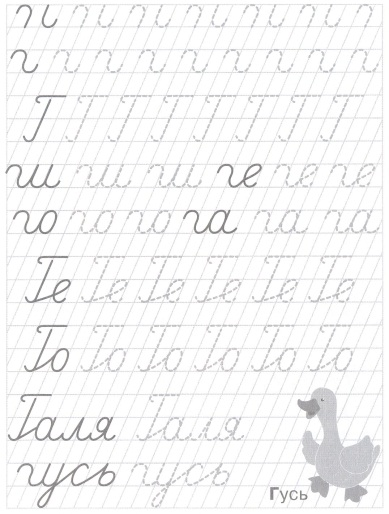 г г г г г г г г г г
Г Г Г Г Г Г Г Г
ги ги ги ге ге ге
го го го га га га
Ге Ге Ге Ге Ге Ге
Го Го Го Го Го Го
Галя Галя
гусь гусь
Гусь